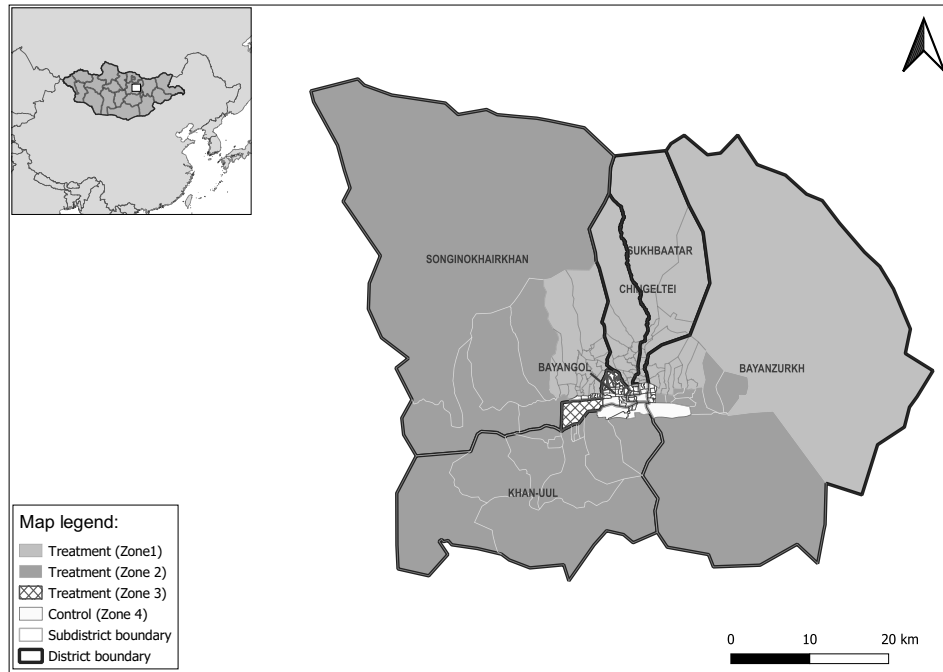 SONGINOKHAIRKHAN
SUKHBAATAR
CHINGELTEI
BAYANGOL
BAYANZURKH
KHAN-UUL
Map legend:
Treatment (Zone1)
Treatment (Zone 2)
Treatment (Zone 3)
Control (Zone 4)
Subdistrict boundary
District boundary
0 10 20 km